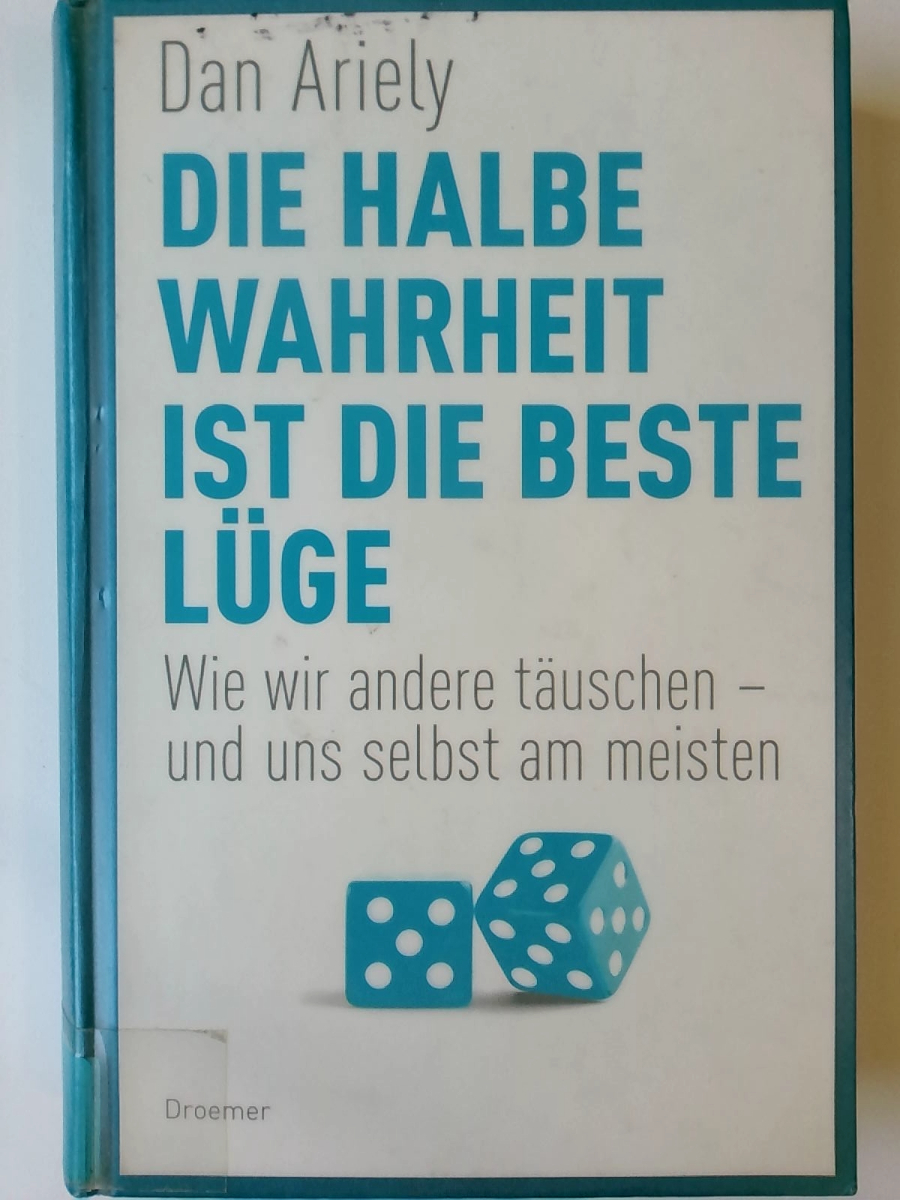 Dan Ariely
DIE HALBE
WAHRHEIT
IST DIE BESTE
LÜGE
Wie wir andere täuschen –
und uns selbst am meisten
Droemer